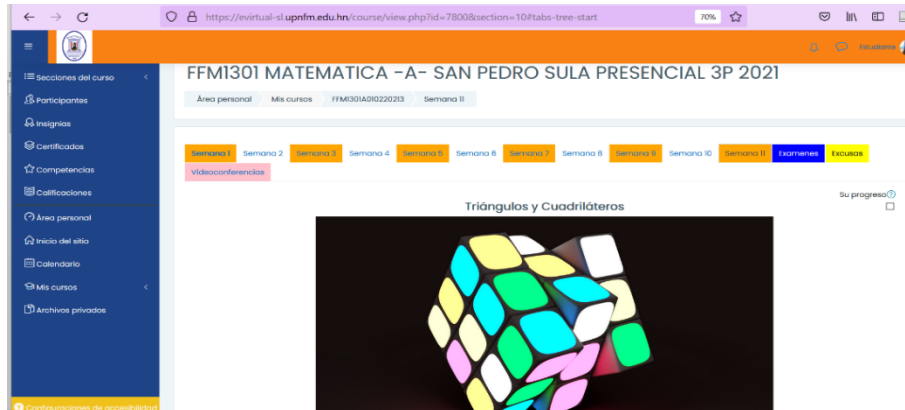 https://evirtual-sl.upnfm.edu.hn/course/view.php?id=7800&section=10#tabs-tree-start
70%
Estudiante
Secciones del curso
Participantes
Insignias
Certificados
Competencias
Calificaciones
Área personal
Inicio del sitio
Calendario
Mis cursos
Archivos privados
Configuraciones de accesibilidad
FFM1301 MATEMATICA -A- SAN PEDRO SULA PRESENCIAL 3P 2021
Área personal Mis cursos FFM1301A010220213 Semana 11
Semana 1 Semana 2 Semana 3 Semana 4 Semana 5 Semana 6 Semana 7 Semana 8 Semana 9 Semana 10 Semana 11 Examenes Excusas
Videoconferencias
Su progreso
Triángulos y Cuadriláteros